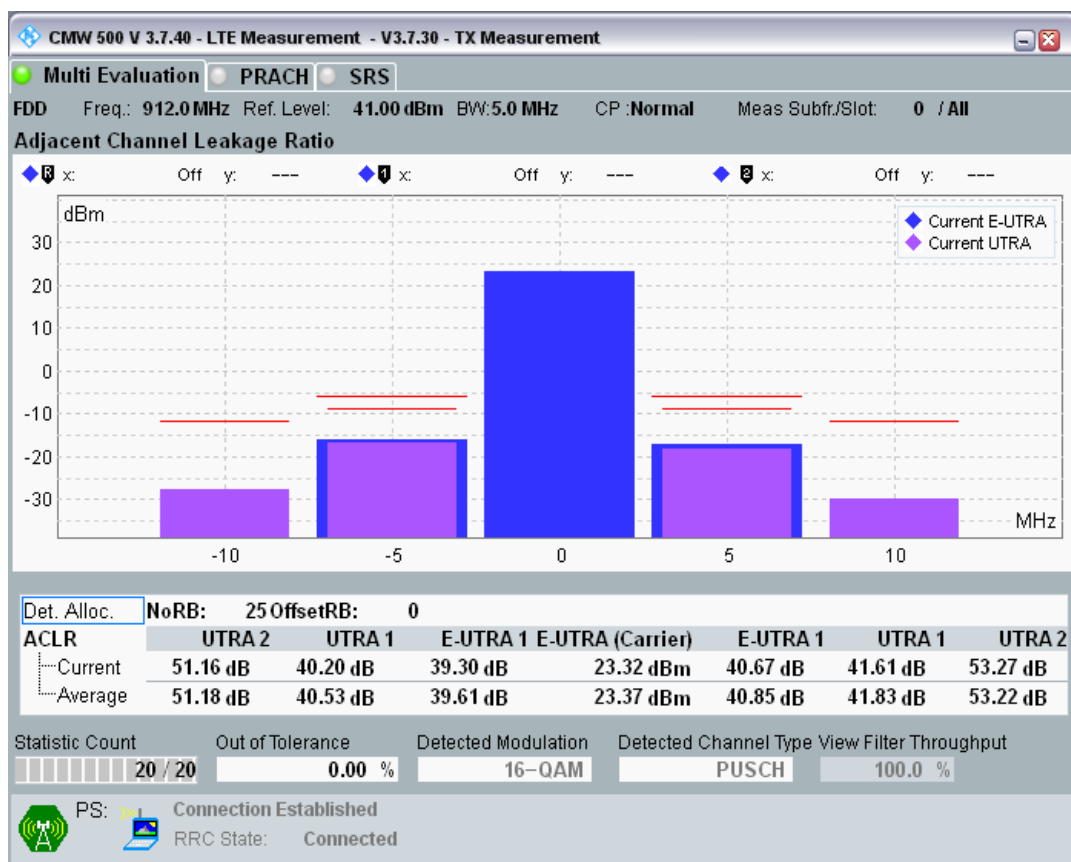 CMW 500 V 3.7.40 - LTE Measurement - V3.7.30 - TX Measurement
Multi Evaluation PRACH SRS
FDD Freq.: 912.0 MHz Ref. Level: 41.00 dBm BW:5.0 MHz CP :Normal Meas Subfr./Slot: 0 / All
Adjacent Channel Leakage Ratio
R x: Off y: --- 1 x: Off y: --- 2 x: Off y: ---
dBm
Current E-UTRA
Current UTRA
30
20
10
0
-10
-20
-30
MHz
-10 -5 0 5 10
Det. Alloc. NoRB: 25 OffsetRB: 0
ACLR UTRA 2 UTRA 1 E-UTRA 1 E-UTRA (Carrier) E-UTRA 1 UTRA 1 UTRA 2
Current 51.16 dB 40.20 dB 39.30 dB 23.32 dBm 40.67 dB 41.61 dB 53.27 dB
Average 51.18 dB 40.53 dB 39.61 dB 23.37 dBm 40.85 dB 41.83 dB 53.22 dB
Statistic Count Out of Tolerance Detected Modulation Detected Channel Type View Filter Throughput
20 / 20 0.00 % 16-QAM PUSCH 100.0 %
PS: Connection Established
RRC State: Connected